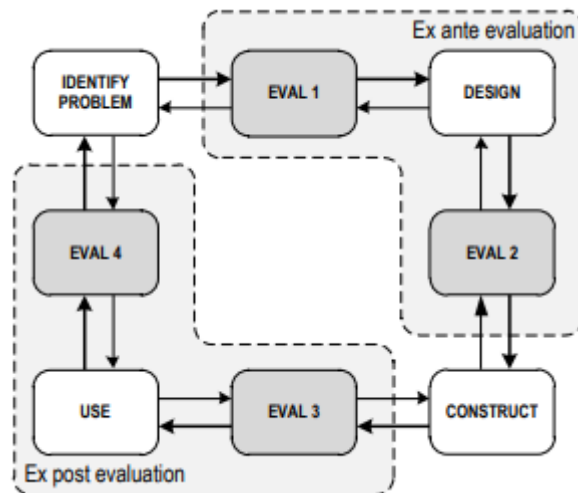 Ex ante evaluation
IDENTIFY
PROBLEM
EVAL 1
DESIGN
EVAL 4
EVAL 2
USE
EVAL 3
CONSTRUCT
Ex post evaluation